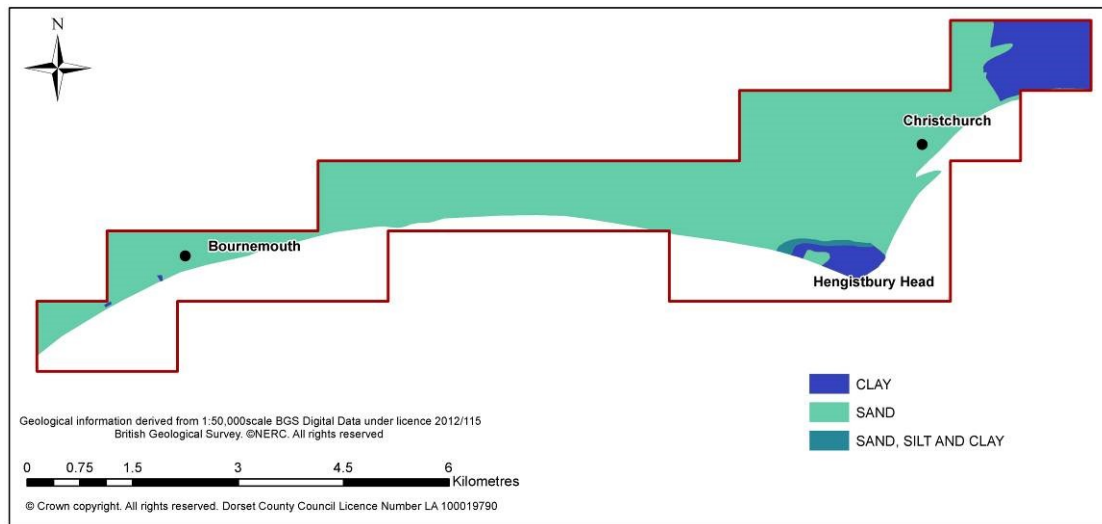 N
Christchurch
Bournemouth
Hengistbury Head
CLAY
SAND
SAND, SILT AND CLAY
Geological information derived from 1:50,000scale BGS Digital Data under licence 2012/115
British Geological Survey. ©NERC. All rights reserved
0 0.75 1.5 3 4.5 6
Kilometres
© Crown copyright. All rights reserved. Dorset County Council Licence Number LA 100019790